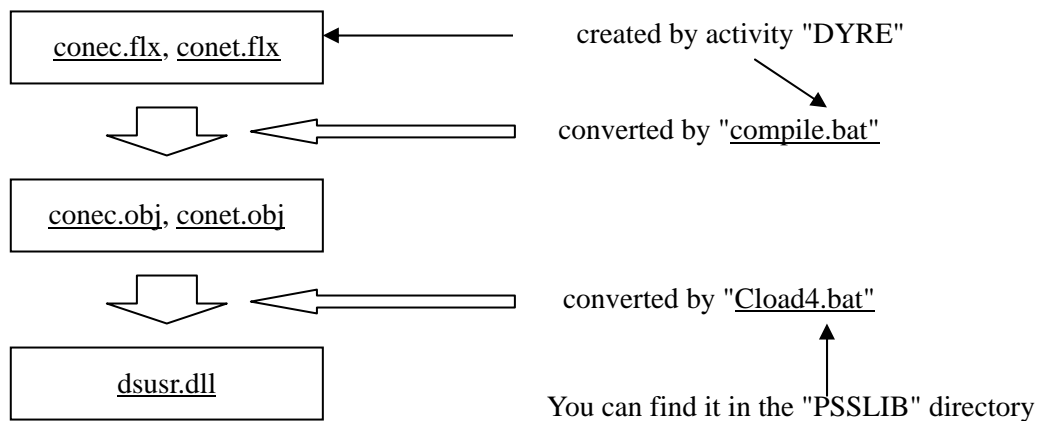 conec.flx, conet.flx
created by activity "DYRE"
converted by "compile.bat"
conec.obj, conet.obj
converted by "Cload4.bat"
dsusr.dll
You can find it in the "PSSLIB" directory